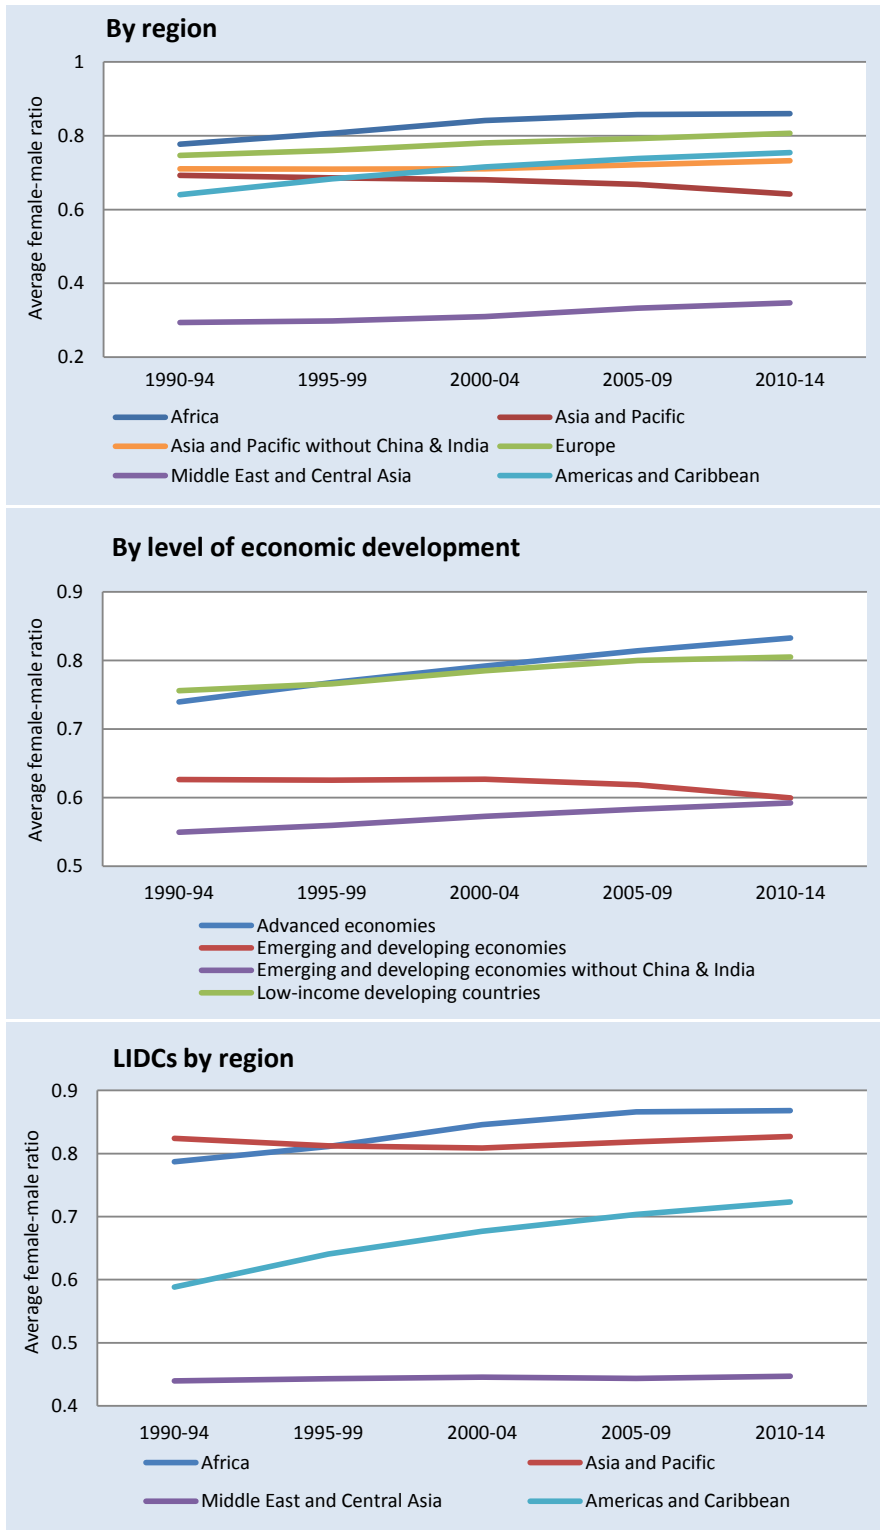 By region
Average female-male ratio
1
0.8
0.6
0.4
0.2
1990-94 1995-99 2000-04 2005-09 2010-14
Africa Asia and Pacific
Asia and Pacific without China & India Europe
Middle East and Central Asia Americas and Caribbean
By level of economic development
Average female-male ratio
0.9
0.8
0.7
0.6
0.5
1990-94 1995-99 2000-04 2005-09 2010-14
Advanced economies
Emerging and developing economies
Emerging and developing economies without China & India
Low-income developing countries
LIDCs by region
Average female-male ratio
0.9
0.8
0.7
0.6
0.5
0.4
1990-94 1995-99 2000-04 2005-09 2010-14
Africa Asia and Pacific
Middle East and Central Asia Americas and Caribbean